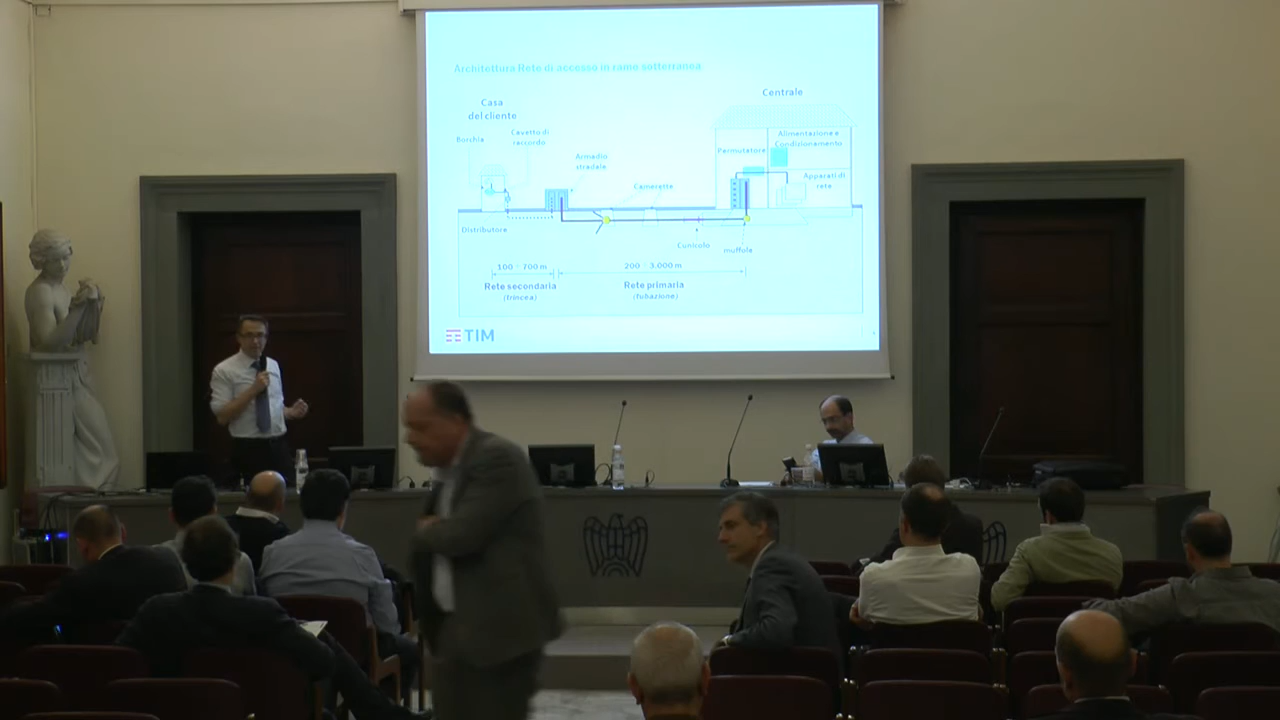 Architettura Rete di accesso in rame sotterranea
Centrale
Casa
del cliente
Borchia
Cavetto di
raccordo
Alimentazione e
Condizionamento
Permutatore
Armadio
stradale
Apparati di
rete
Camerette
Distributore
Cunicolo
muffole
100 ÷ 700 m
200 ÷ 3.000 m
Rete secondaria
(trincea)
Rete primaria
(tubazione)
TIM